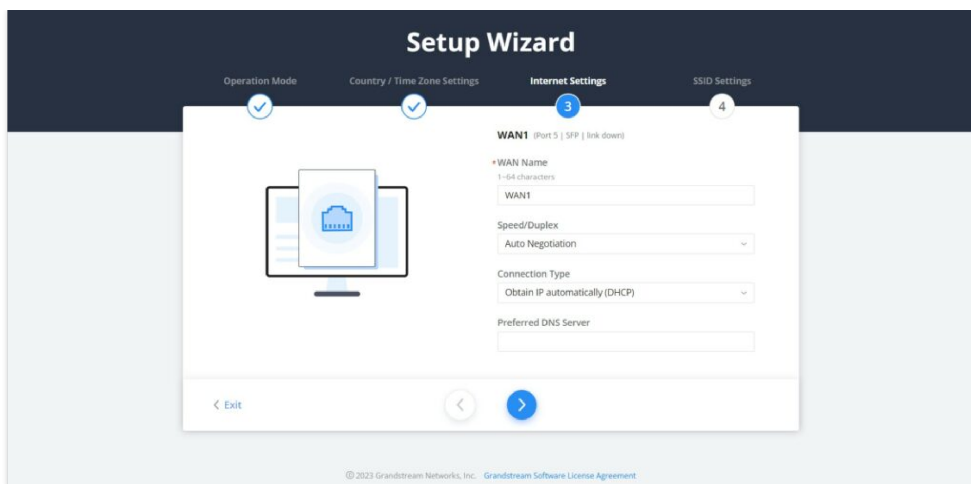 Setup Wizard
Operation Mode
Country / Time Zone Settings
Internet Settings
SSID Settings
3
4
WAN1 (Port 5 | SFP | link down)
*WAN Name
1~64 characters
WAN1
Speed/Duplex
Auto Negotiation
Connection Type
Obtain IP automatically (DHCP)
Preferred DNS Server
Exit
© 2023 Grandstream Networks, Inc. Grandstream Software License Agreement